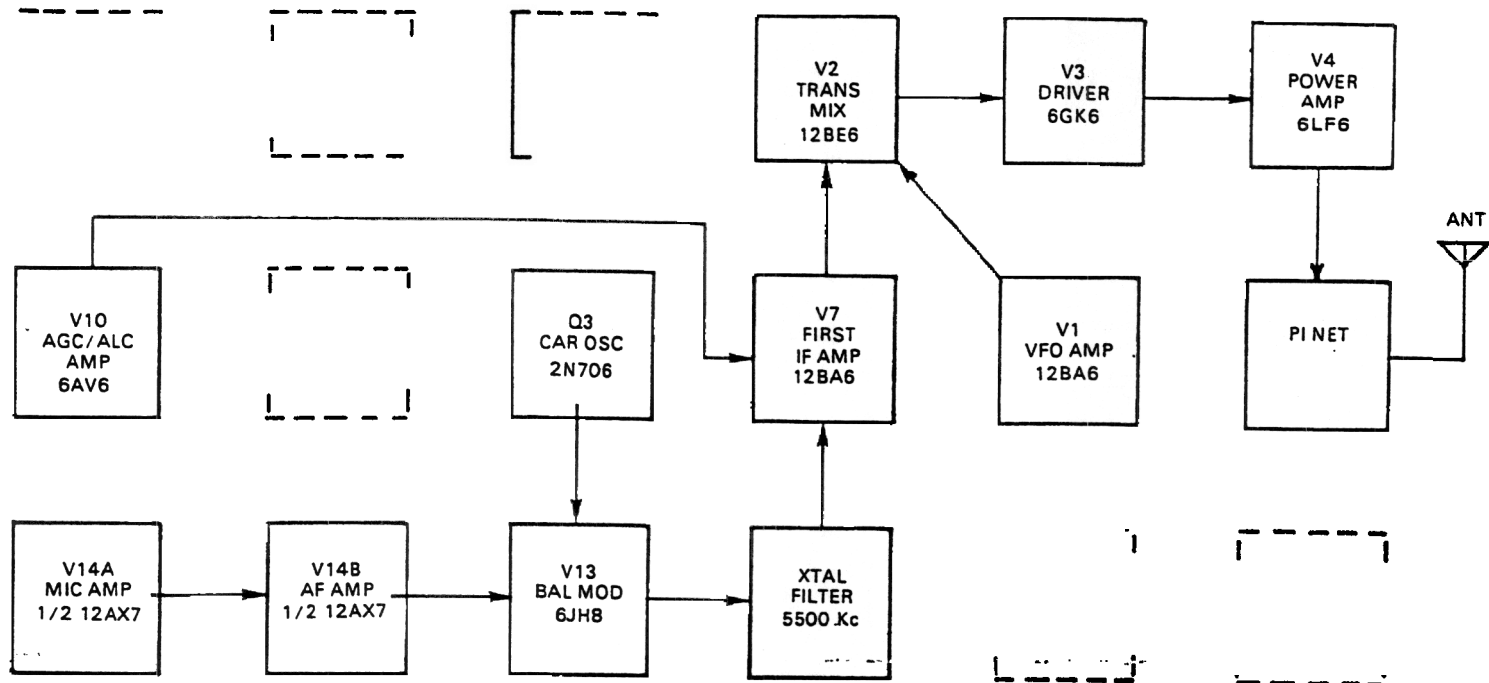 V2
TRANS
MIX
12BE6
V3
DRIVER
6GK6
V4
POWER
AMP
6LF6
ANT
V10
AGC/ALC
AMP
6AV6
Q3
CAR OSC
2N706
V7
FIRST
IF AMP
12BA6
V1
VFO AMP
12BA6
PI NET
V14A
MIC AMP
1/2 12AX7
V14B
AF AMP
1/2 12AX7
V13
BAL MOD
6JH8
XTAL
FILTER
5500 Kc